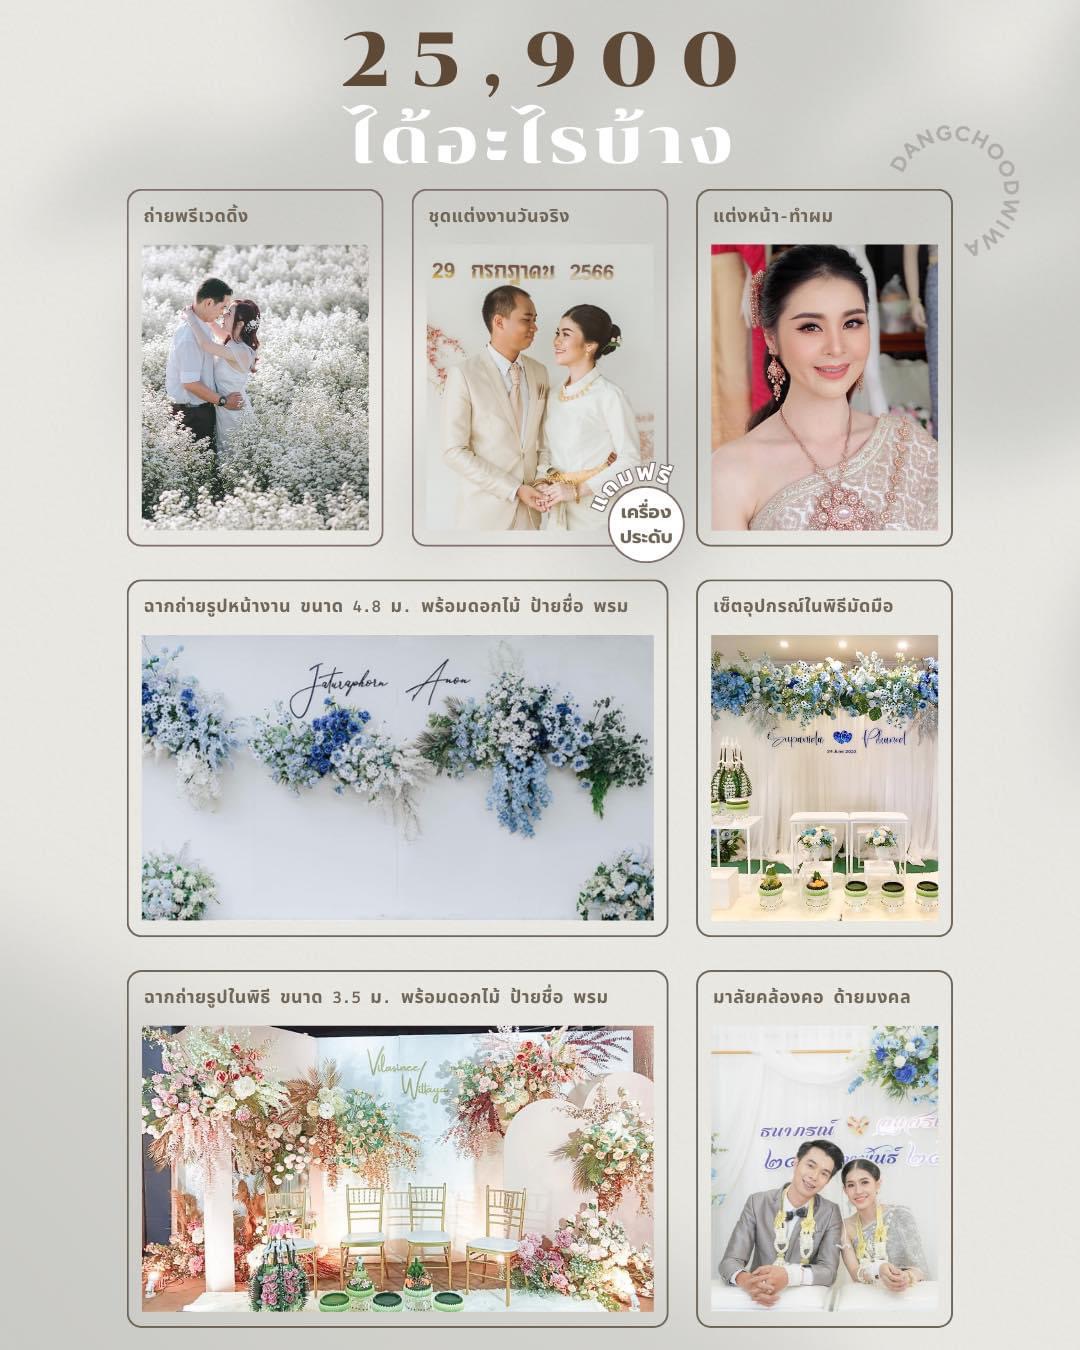 25,900
ได้อะไรบ้าง
DANGCHOODWIWA
ถ่ายพรีเวดดิ้ง
ชุดแต่งงานวันจริง
แต่งหน้า-ทำผม
29 กรกฎาคม 2566
แถมฟรี
เครื่อง
ประดับ
ฉากถ่ายรูปหน้างาน ขนาด 4.8 ม. พร้อมดอกไม้ ป้ายชื่อ พรม
เซ็ตอุปกรณ์ในพิธีมัดมือ
Jaturaphorn Anon
Supanida
ฉากถ่ายรูปในพิธี ขนาด 3.5 ม. พร้อมดอกไม้ ป้ายชื่อ พรม
มาลัยคล้องคอ ด้ายมงคล
Vilasinee
Wittaya
ธนาภรณ์